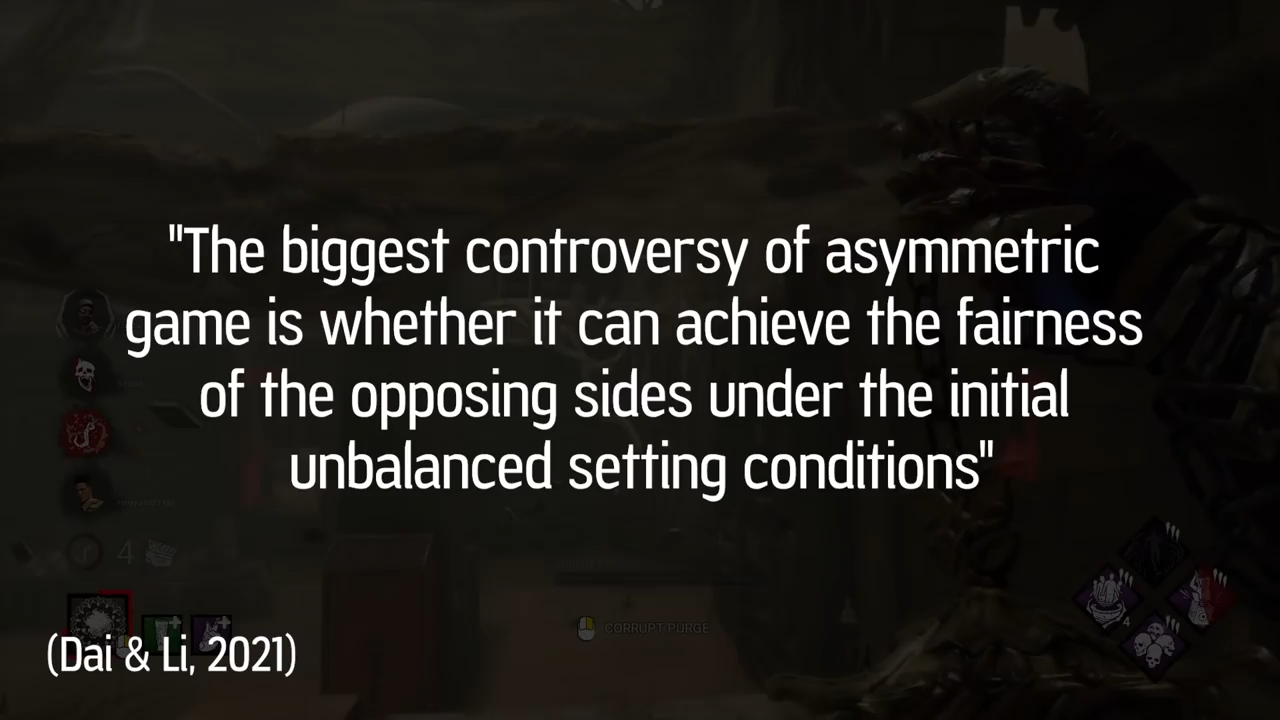 "The biggest controversy of asymmetric
game is whether it can achieve the fairness
of the opposing sides under the initial
unbalanced setting conditions"
4
CORRUPT PURGE
4
(Dai & Li, 2021)